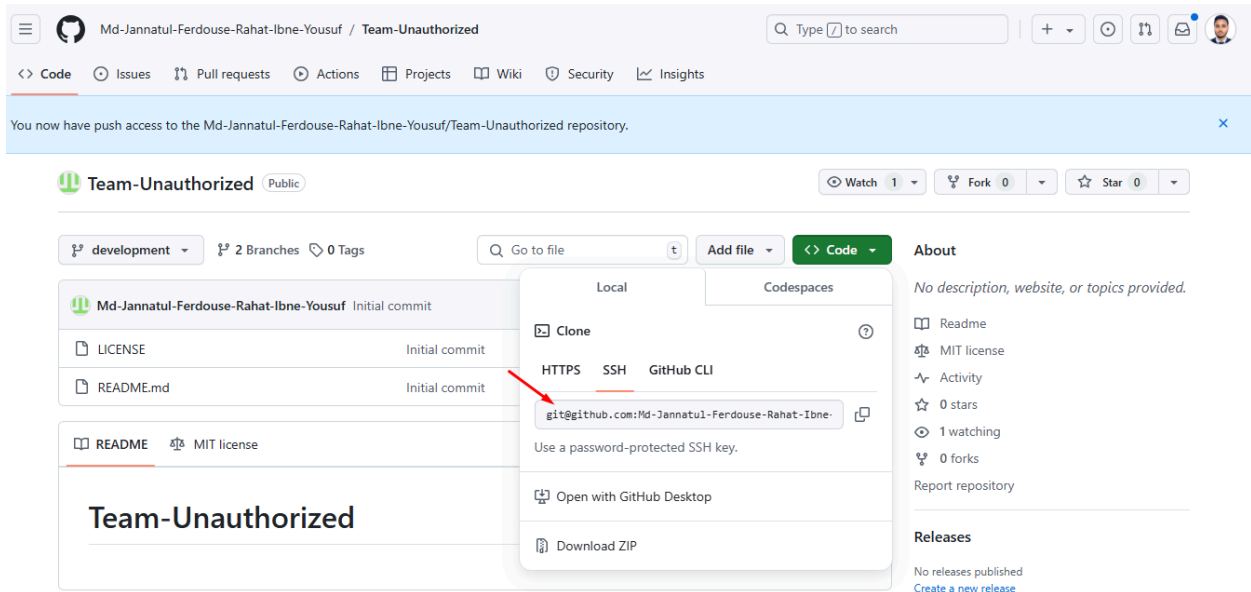 Md-Jannatul-Ferdouse-Rahat-Ibne-Yousuf / Team-Unauthorized
Type / to search
Code Issues Pull requests Actions Projects Wiki Security Insights
You now have push access to the Md-Jannatul-Ferdouse-Rahat-Ibne-Yousuf/Team-Unauthorized repository.
Team-Unauthorized Public
Watch 1 Fork 0 Star 0
development 2 Branches 0 Tags
Go to file t Add file Code
Md-Jannatul-Ferdouse-Rahat-Ibne-Yousuf Initial commit
LICENSE Initial commit
README.md Initial commit
README MIT license
Team-Unauthorized
Local Codespaces
Clone
HTTPS SSH GitHub CLI
git@github.com:Md-Jannatul-Ferdouse-Rahat-Ibne-
Use a password-protected SSH key.
Open with GitHub Desktop
Download ZIP
About
No description, website, or topics provided.
Readme
MIT license
Activity
0 stars
1 watching
0 forks
Report repository
Releases
No releases published
Create a new release